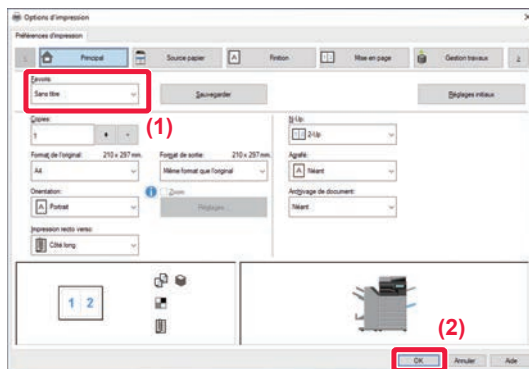 Options d'impression
Préférences d'impression
Principal Source papier Finition Mise en page Gestion travaux
Favoris:
Sans titre Sauvegarder Réglages initiaux
(1)
Copies: N-Up:
1 + - 2-Up
Format de l'original: 210 x 297 mm. Format de sortie: 210 x 297 mm. Agrafé:
A4 Même format que l'original Néant
Orientation: Zoom Archivage de document:
Portrait Réglages... Néant
Impression recto verso:
Côté long
1 2
(2)
OK Annuler Aide